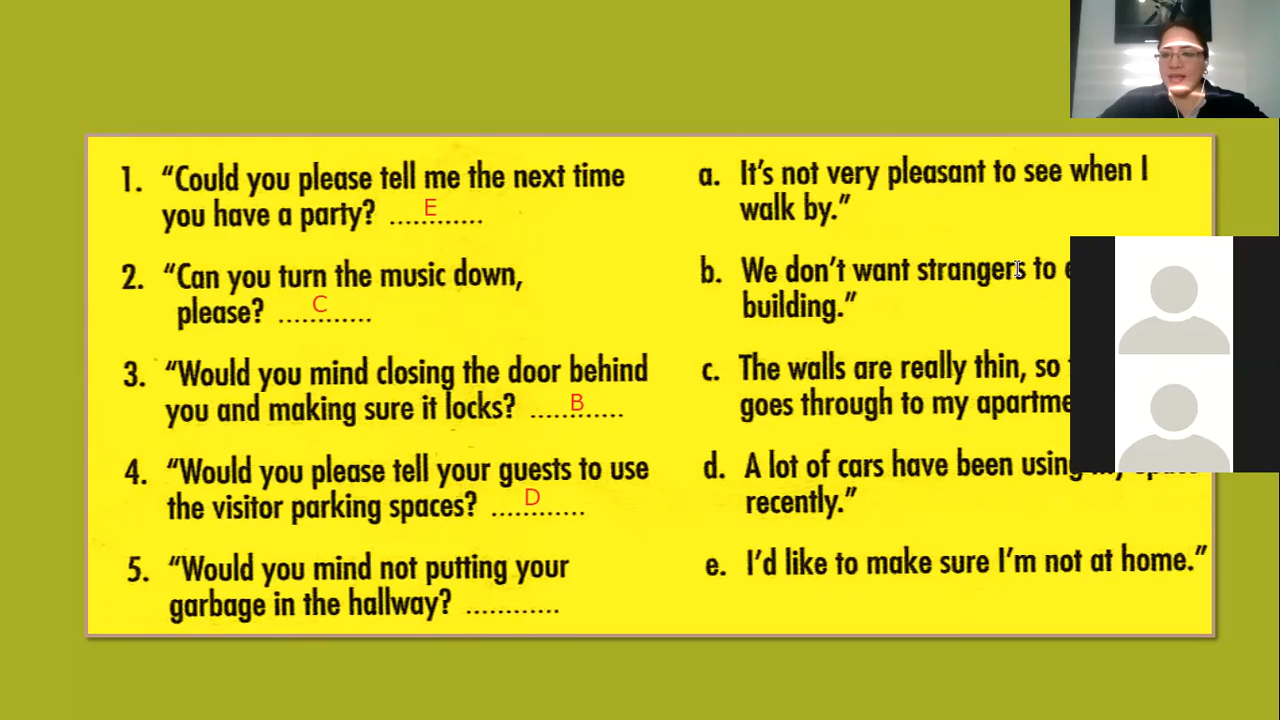 1. “Could you please tell me the next time
you have a party? ............
E
2. “Can you turn the music down,
please? ............
C
3. “Would you mind closing the door behind
you and making sure it locks? ............
B
4. “Would you please tell your guests to use
the visitor parking spaces? ............
D
5. “Would you mind not putting your
garbage in the hallway? ............
a. It’s not very pleasant to see when I
walk by.”
b. We don’t want strangers to
building.”
c. The walls are really thin, so
goes through to my
d. A lot of cars have been using
recently.”
e. I’d like to make sure I’m not at home.”